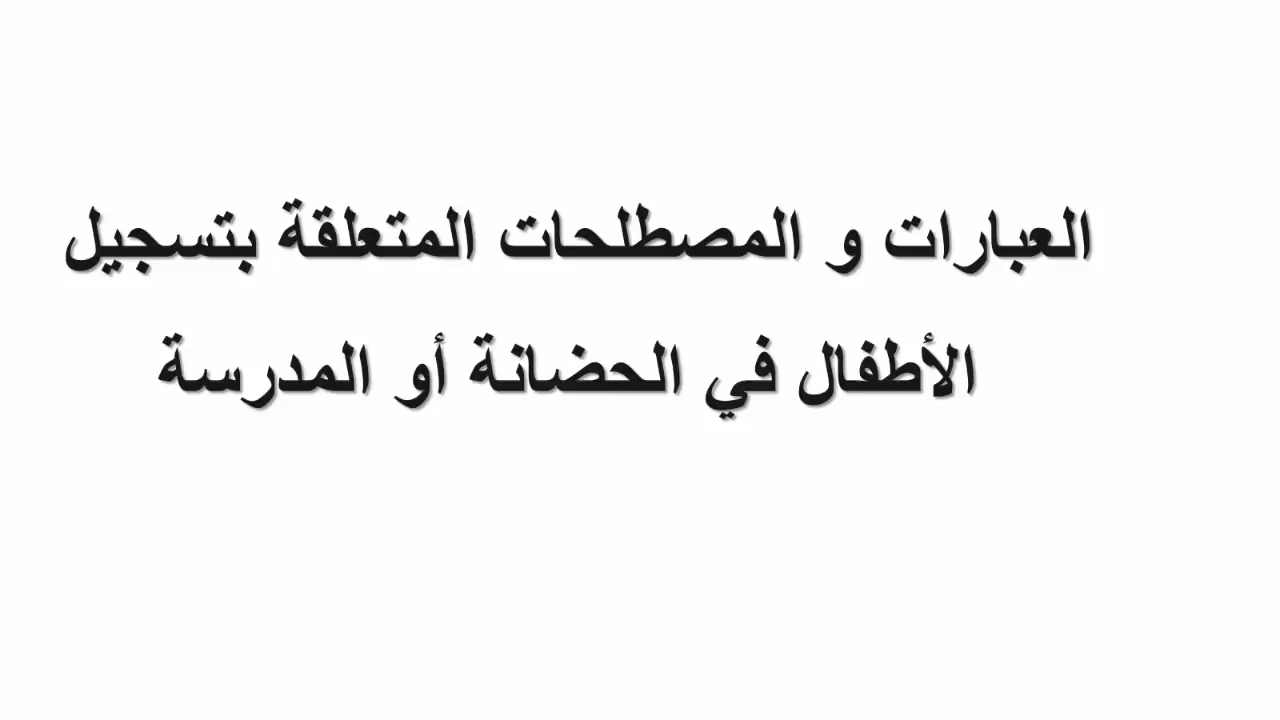 العبارات و المصطلحات المتعلقة بتسجيل
الأطفال في الحضانة أو المدرسة